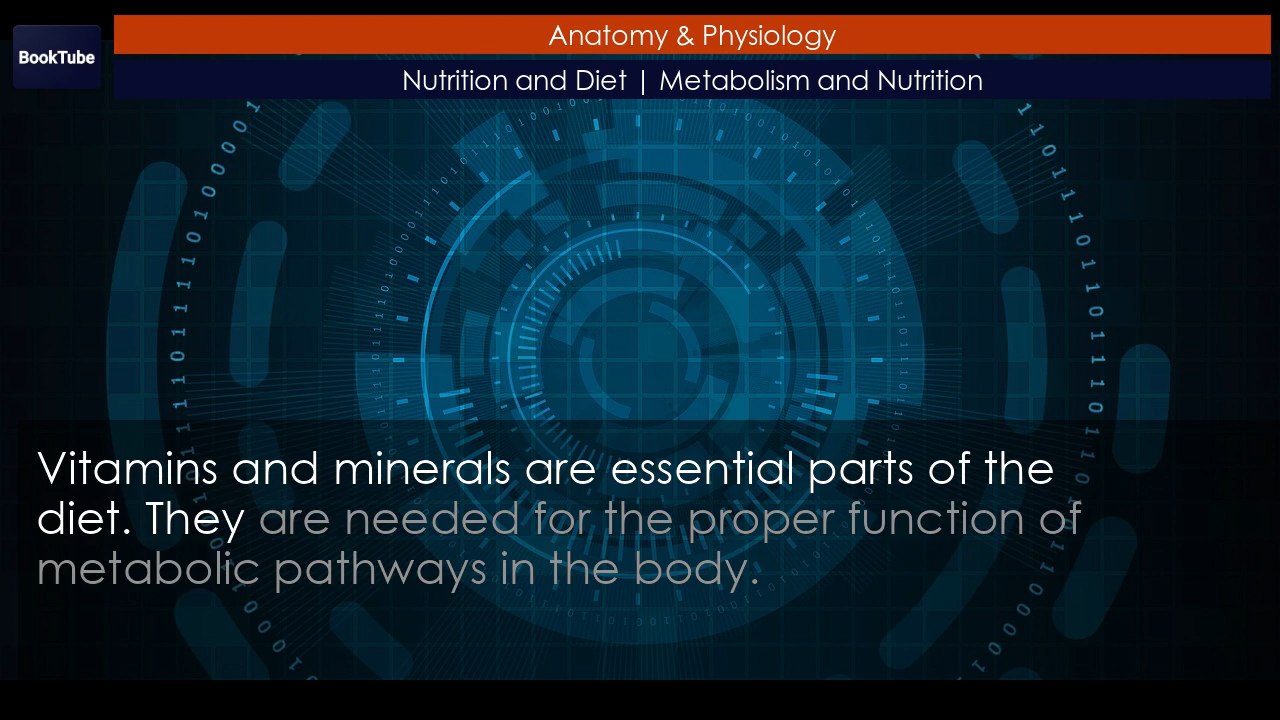 Anatomy & Physiology
BookTube
Nutrition and Diet | Metabolism and Nutrition
Vitamins and minerals are essential parts of the
diet. They are needed for the proper function of
metabolic pathways in the body.